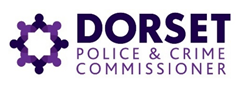 DORSET
POLICE & CRIME
COMMISSIONER